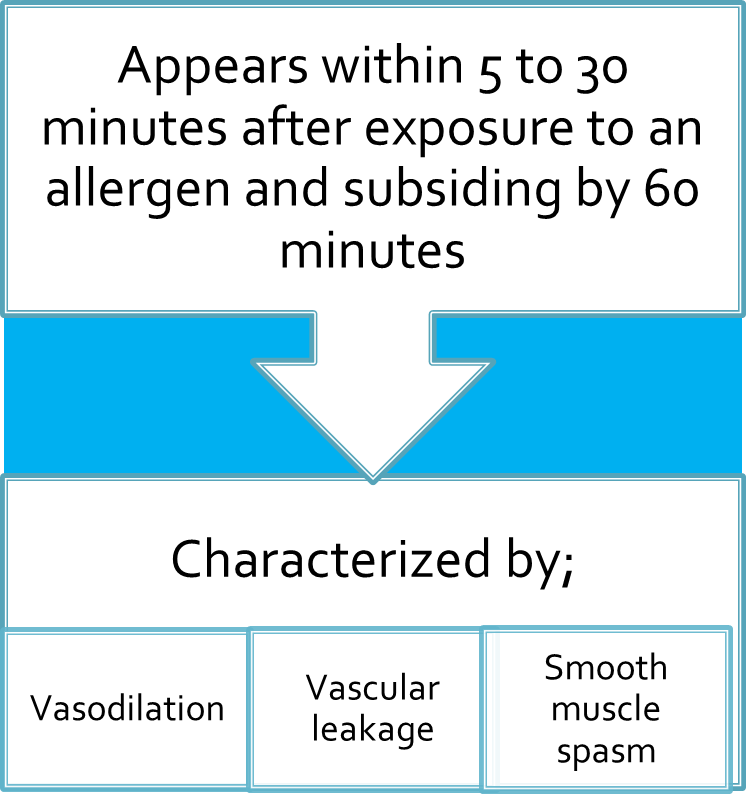 Appears within 5 to 30
minutes after exposure to an
allergen and subsiding by 60
minutes
Characterized by;
Vasodilation
Vascular
leakage
Smooth
muscle
spasm